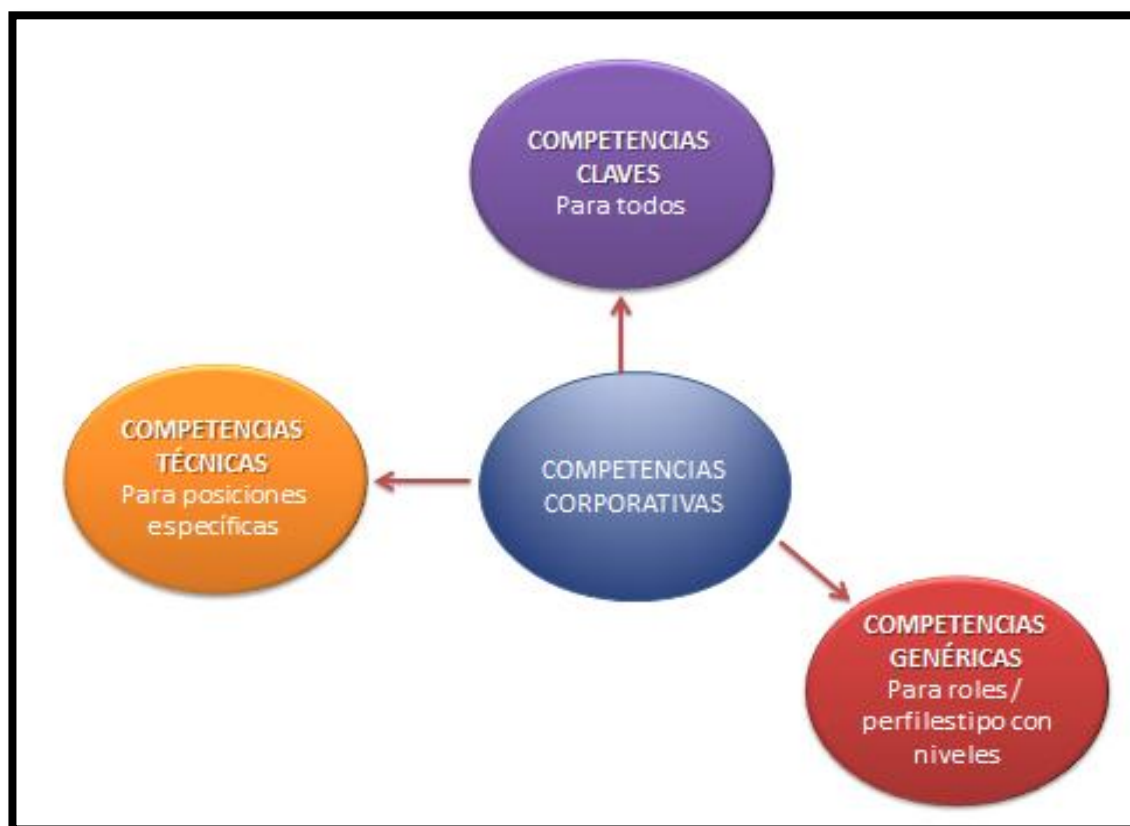 COMPETENCIAS
CLAVES
Para todos
COMPETENCIAS
TÉCNICAS
Para posiciones
específicas
COMPETENCIAS
CORPORATIVAS
COMPETENCIAS
GENÉRICAS
Para roles /
perfilestipo con
niveles